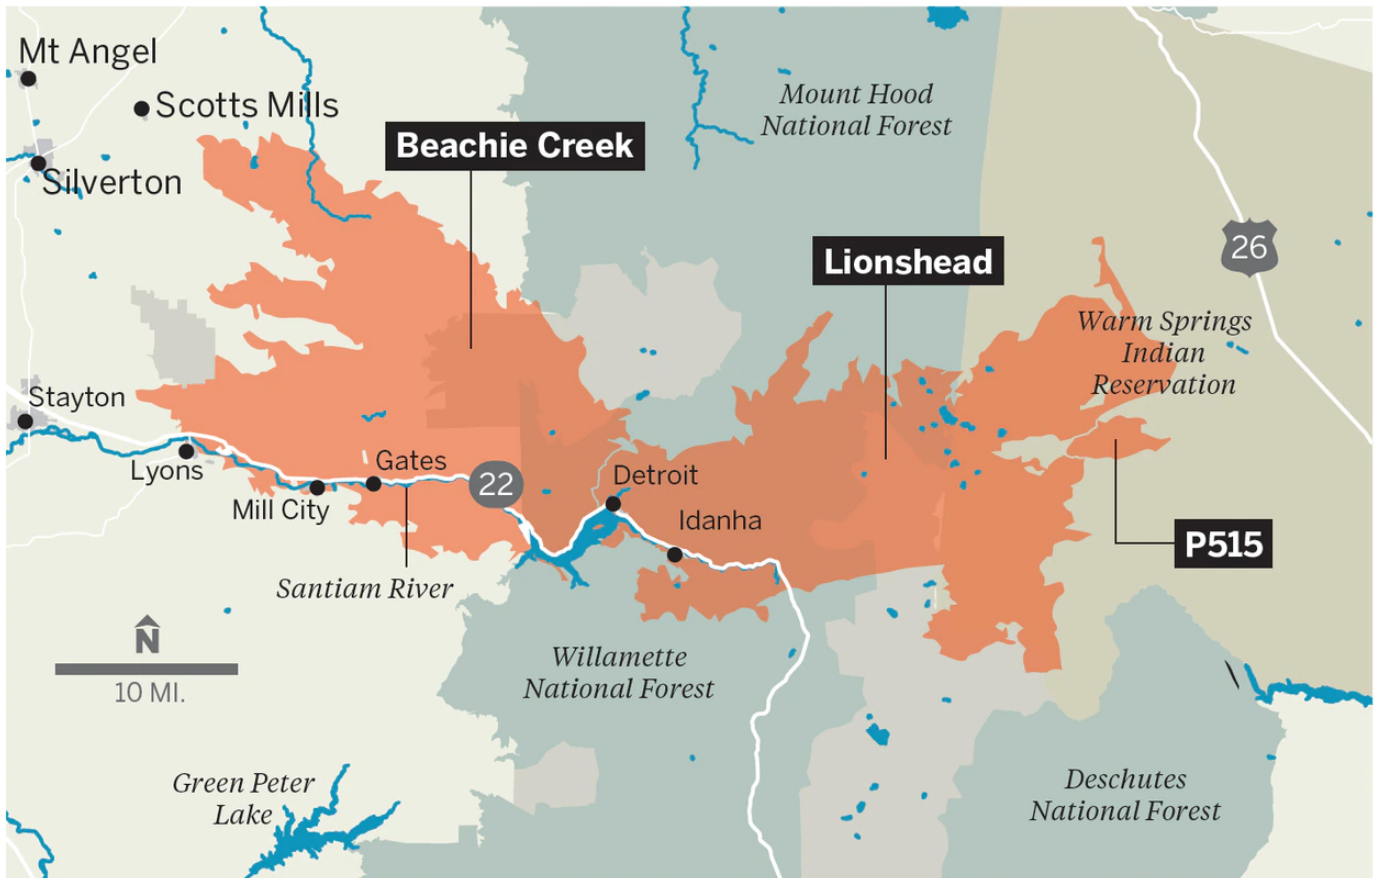 Mt Angel
Scotts Mills
Silverton
Beachie Creek
Mount Hood
National Forest
Lionshead
26
Warm Springs
Indian
Reservation
Stayton
Lyons
Mill City
Gates
22
Detroit
Idanha
P515
Santiam River
N
10 MI.
Willamette
National Forest
Green Peter
Lake
Deschutes
National Forest